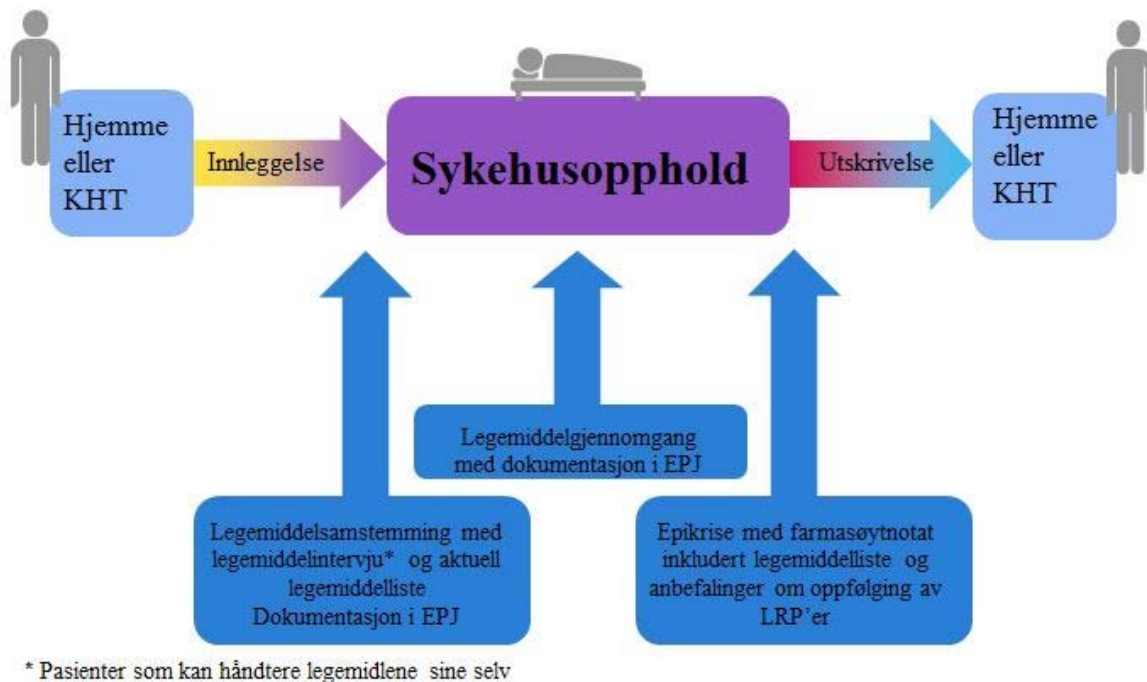 Hjemme
eller
KHT
Innleggelse
Sykehusopphold
Utskrivelse
Hjemme
eller
KHT
Legemiddelgjennomgang
med dokumentasjon i EPJ
Legemiddelsamstemming med
legemiddelintervju* og aktuell
legemiddelliste
Dokumentasjon i EPJ
Epikrise med farmasøytnotat
inkludert legemiddelliste og
anbefalinger om oppfølging av
LRP’er
* Pasienter som kan håndtere legemidlene sine selv